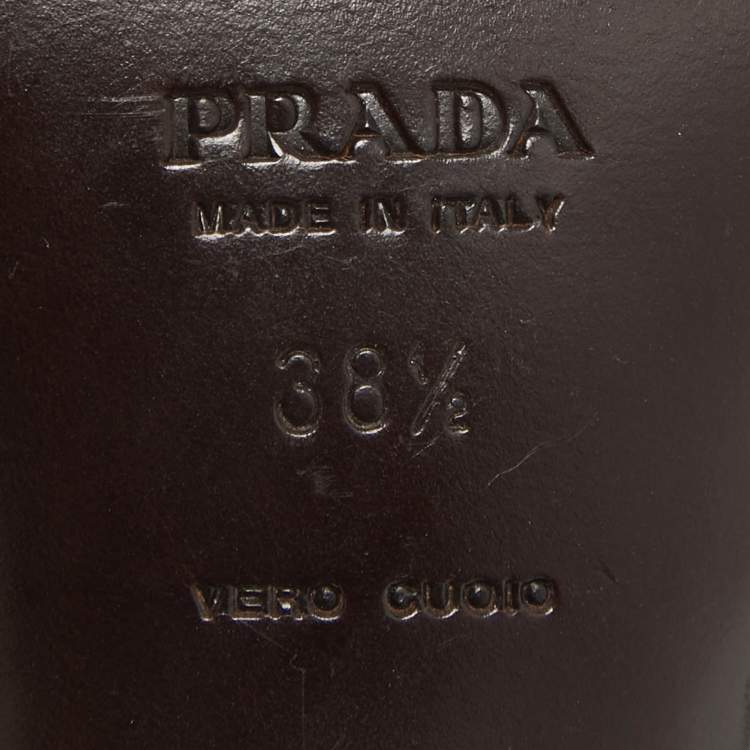 PRADA
MADE IN ITALY
38½
VERO CUOIO